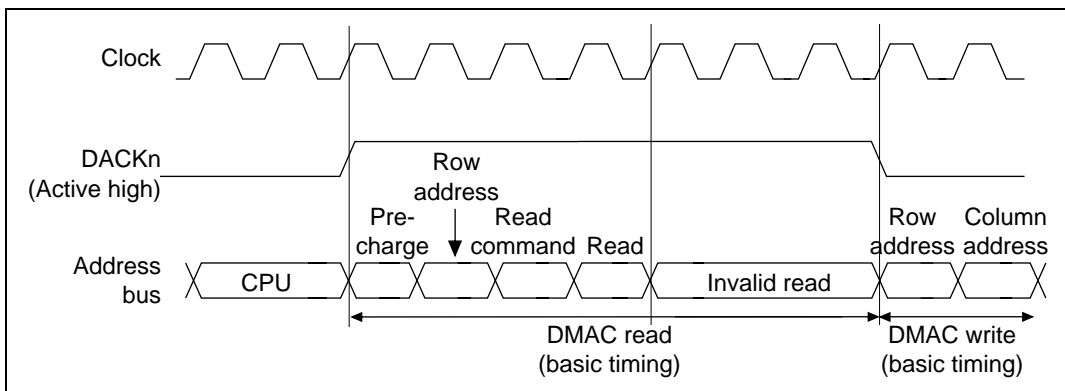 Clock
DACKn
(Active high)
Row
address
Pre-
charge
Read
command
Read
Row
address
Column
address
Address
bus
CPU
Invalid read
DMAC read
(basic timing)
DMAC write
(basic timing)